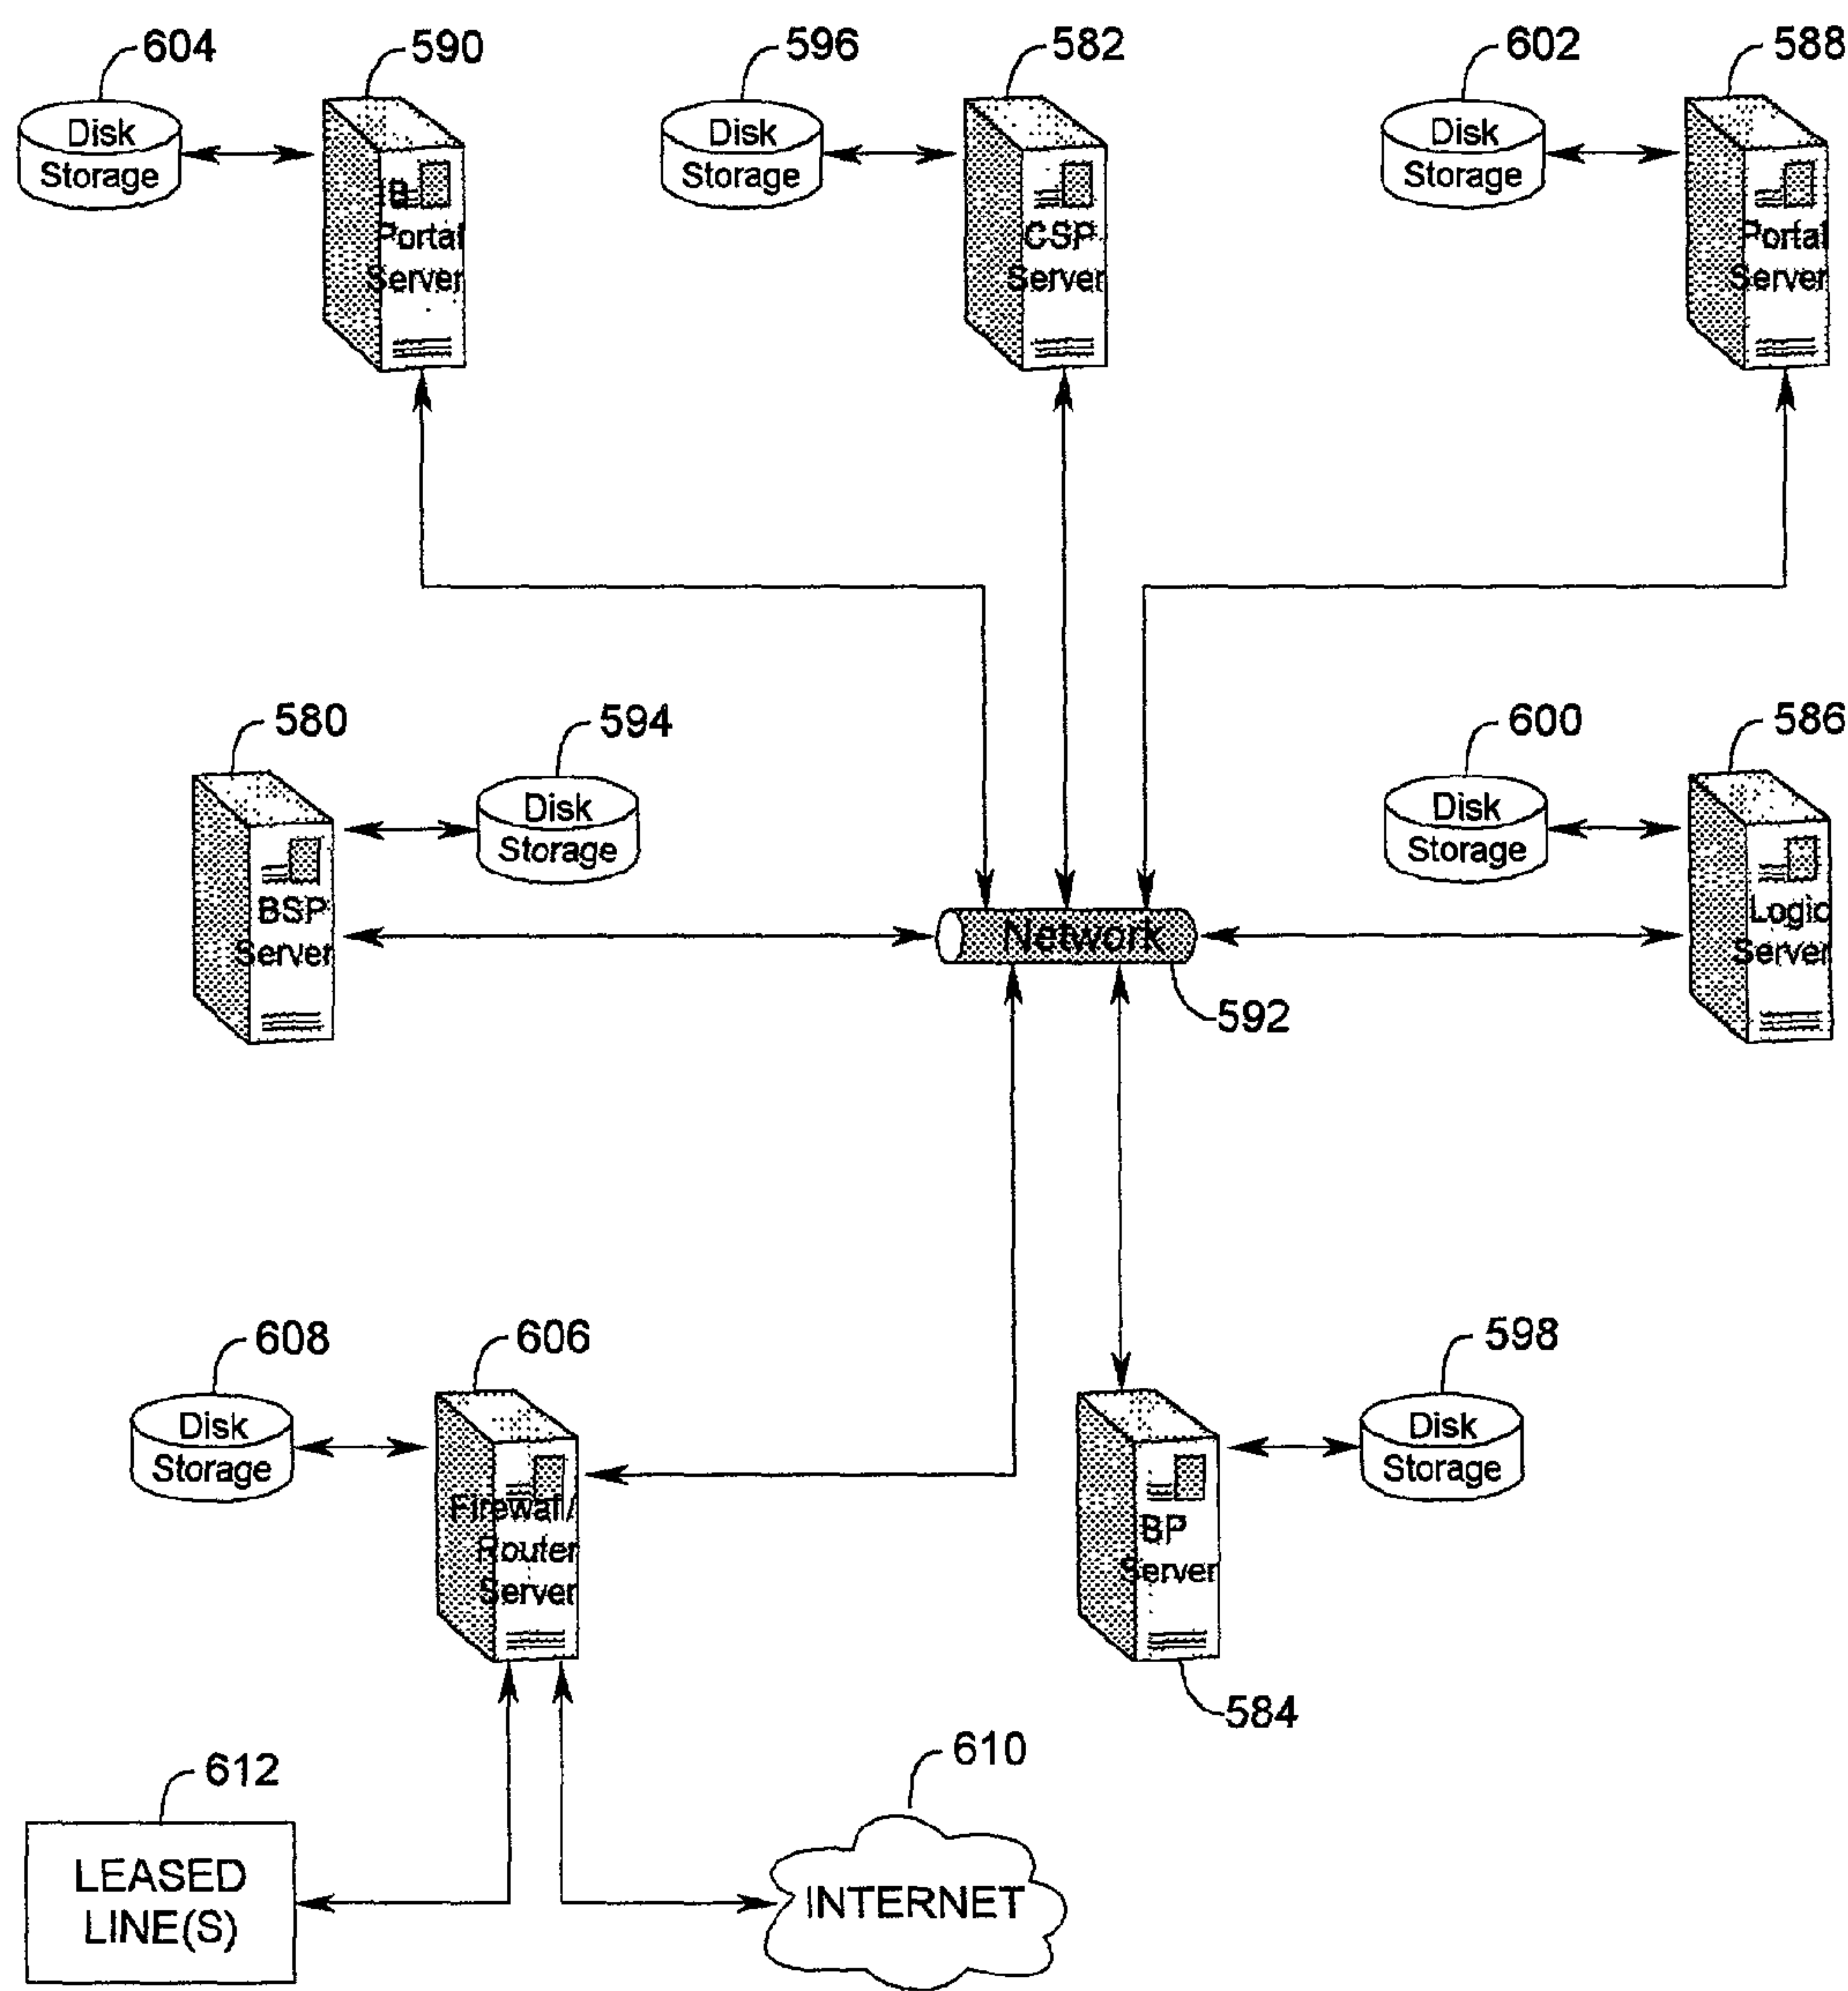 604
590
596
582
602
588
Disk
Storage
IB
Portal
Server
Disk
Storage
CSP
Server
Disk
Storage
Portal
Server
580
594
600
586
Disk
Storage
BSP
Server
Disk
Storage
Logic
Server
Network
592
608
606
598
Disk
Storage
Firewall/
Router
Server
BP
Server
Disk
Storage
584
612
610
LEASED
LINE(S)
INTERNET